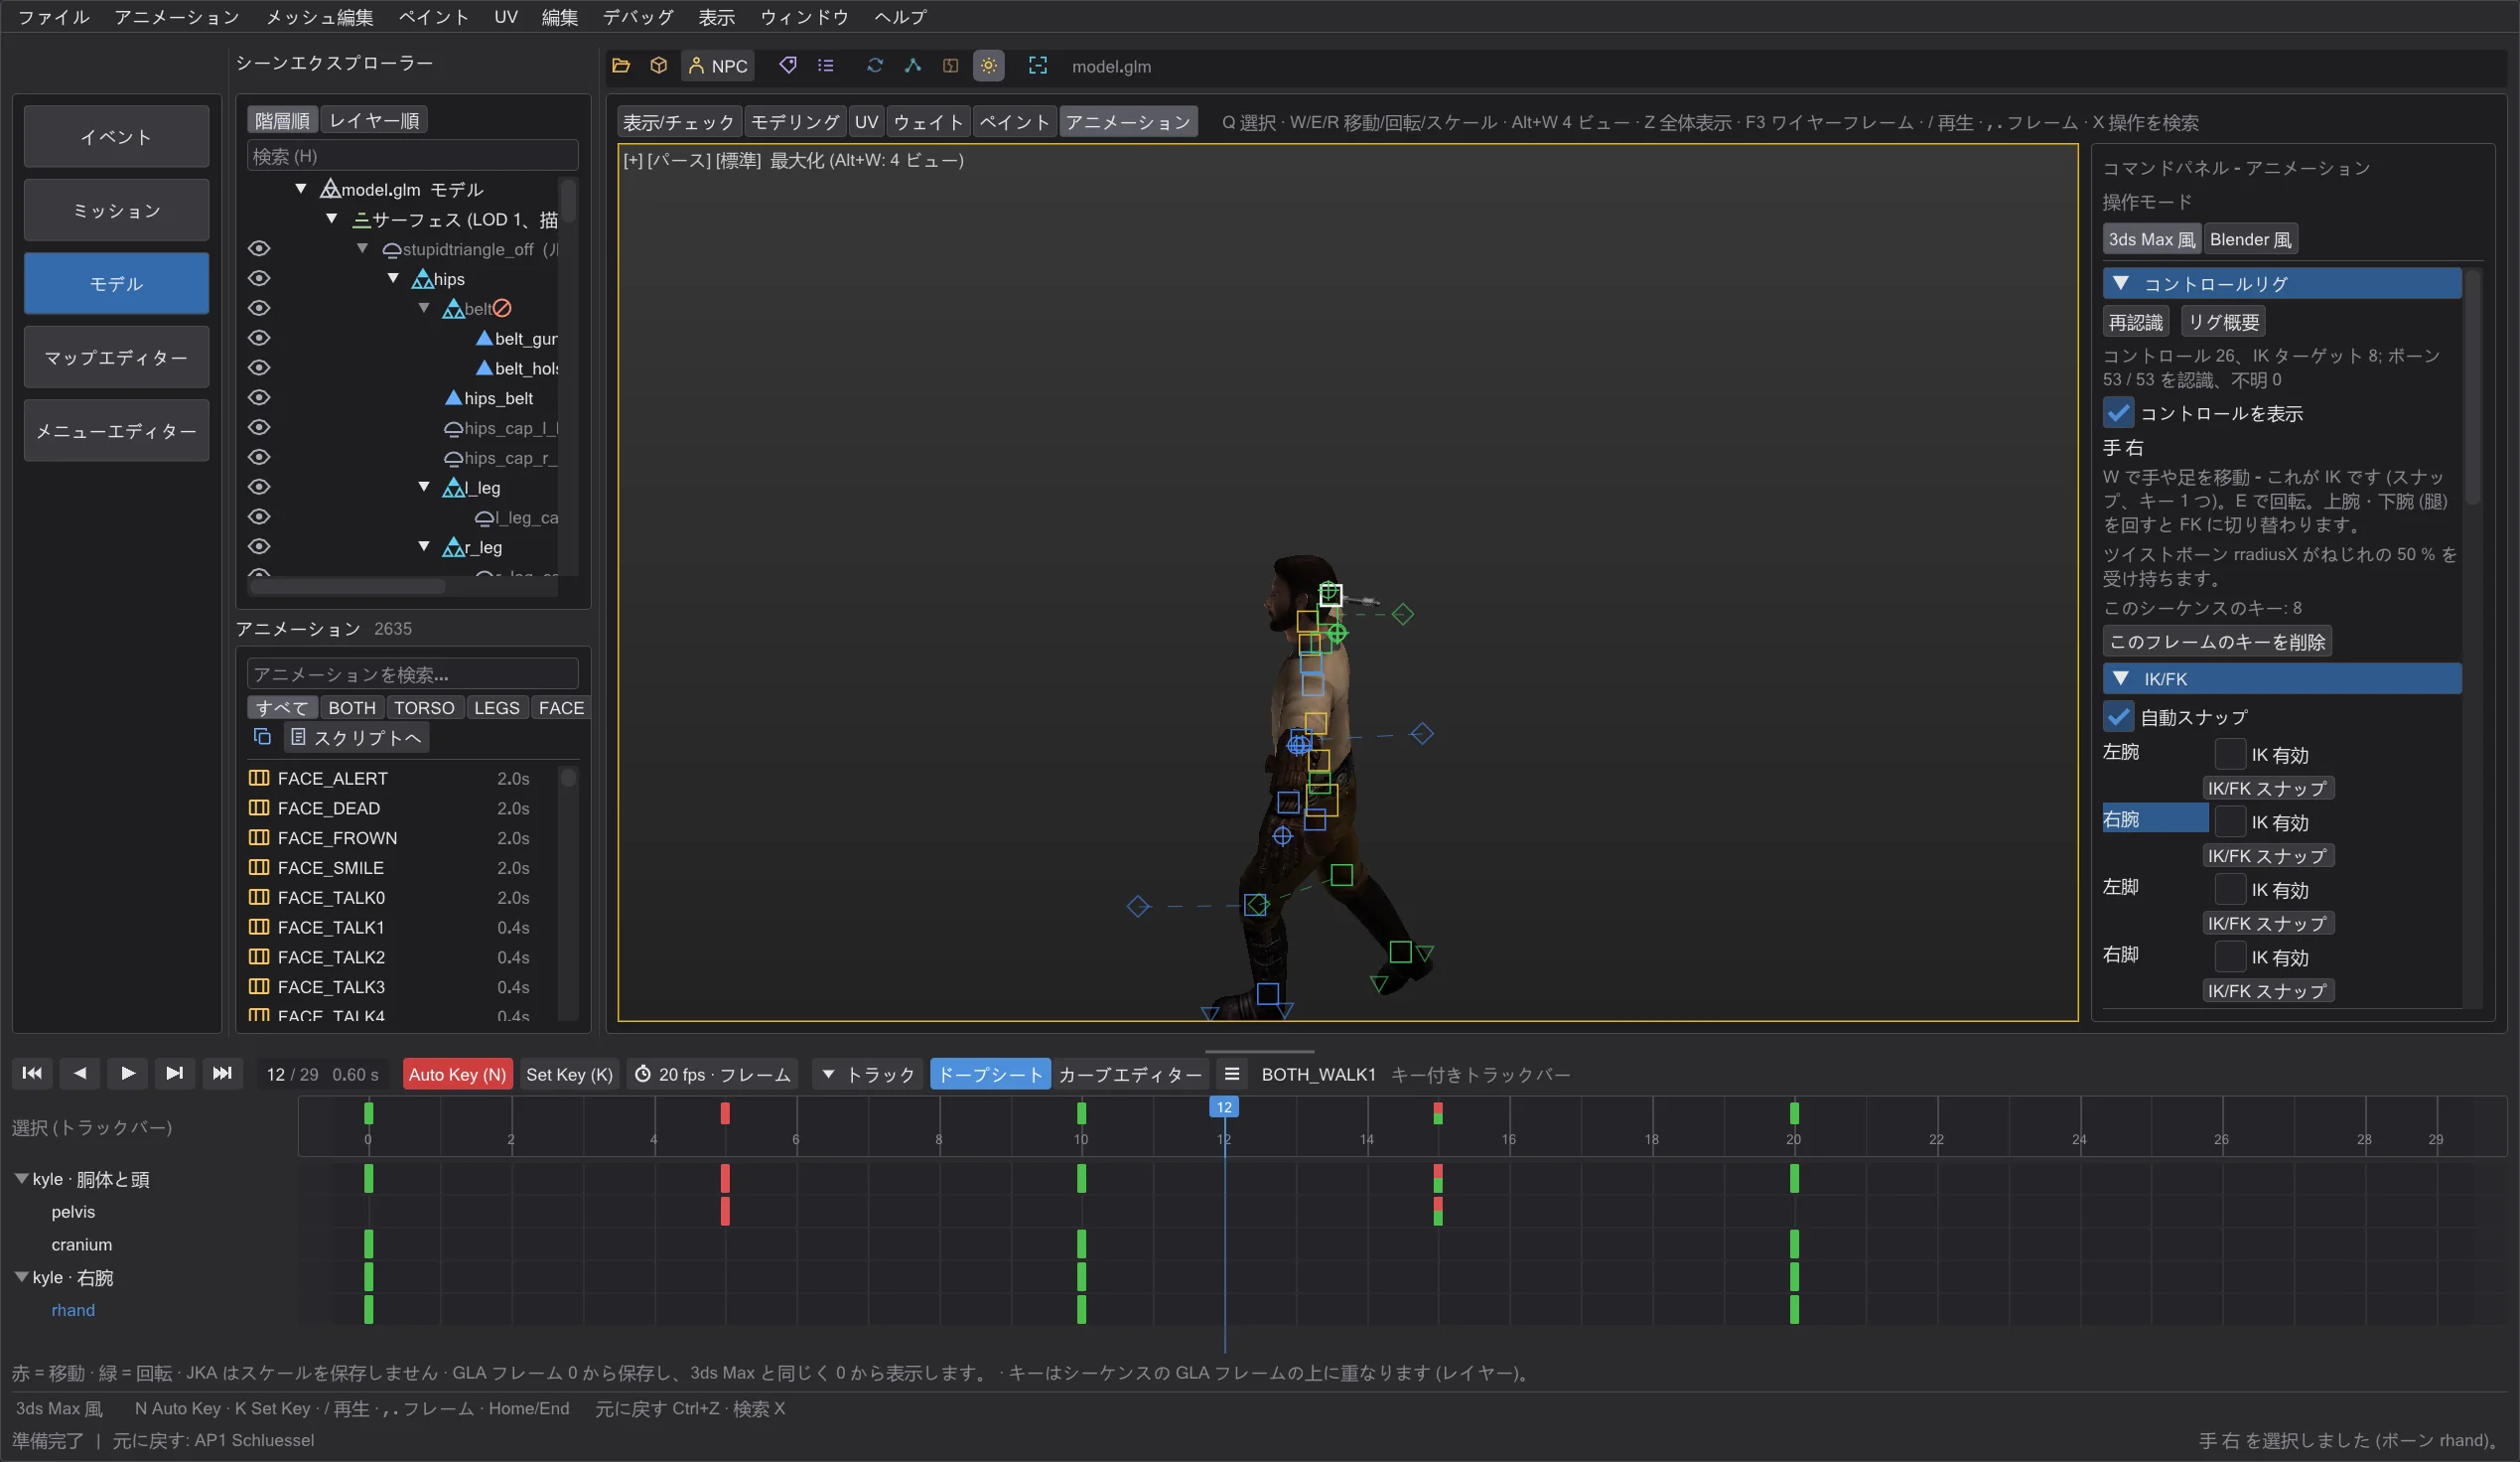 ファイル アニメーション メッシュ編集 ペイント UV 編集 デバッグ 表示 ウィンドウ ヘルプ
シーンエクスプローラー
NPC model.glm
イベント
ミッション
モデル
マップエディター
メニューエディター
階層順 レイヤー順
検索 (H)
model.glm モデル
サーフェス (LOD 1、描
stupidtriangle_off
hips
belt
belt_gun
belt_hols
hips_belt
hips_cap_l_
hips_cap_r_
l_leg
l_leg_ca
r_leg
アニメーション 2635
アニメーションを検索...
すべて BOTH TORSO LEGS FACE
スクリプトへ
FACE_ALERT 2.0s
FACE_DEAD 2.0s
FACE_FROWN 2.0s
FACE_SMILE 2.0s
FACE_TALK0 2.0s
FACE_TALK1 0.4s
FACE_TALK2 0.4s
FACE_TALK3 0.4s
FACE_TALK4 0.4s
表示/チェック モデリング UV ウェイト ペイント アニメーション Q 選択 · W/E/R 移動/回転/スケール · Alt+W 4 ビュー · Z 全体表示 · F3 ワイヤーフレーム · / 再生 · , . フレーム · X 操作を検索
[+] [パース] [標準] 最大化 (Alt+W: 4 ビュー)
コマンドパネル - アニメーション
操作モード
3ds Max 風 Blender 風
コントロールリグ
再認識 リグ概要
コントロール 26、IK ターゲット 8; ボーン
53 / 53 を認識、不明 0
コントロールを表示
手 右
W で手や足を移動 - これが IK です (スナッ
プ、キー 1 つ)。E で回転。上腕・下腕 (腿)
を回すと FK に切り替わります。
ツイストボーン rradiusX がねじれの 50 % を
受け持ちます。
このシーケンスのキー: 8
このフレームのキーを削除
IK/FK
自動スナップ
左腕 IK 有効
IK/FK スナップ
右腕 IK 有効
IK/FK スナップ
左脚 IK 有効
IK/FK スナップ
右脚 IK 有効
IK/FK スナップ
12 / 29 0.60 s Auto Key (N) Set Key (K) 20 fps · フレーム トラック ドープシート カーブエディター BOTH_WALK1 キー付きトラックバー
12
選択 (トラックバー)
0 2 4 6 8 10 12 14 16 18 20 22 24 26 28 29
kyle · 胴体と頭
pelvis
cranium
kyle · 右腕
rhand
赤 = 移動 · 緑 = 回転 · JKA はスケールを保存しません · GLA フレーム 0 から保存し、3ds Max と同じく 0 から表示します。 · キーはシーケンスの GLA フレームの上に重なります (レイヤー)。
3ds Max 風 N Auto Key · K Set Key · / 再生 · , . フレーム · Home/End 元に戻す Ctrl+Z · 検索 X
準備完了 | 元に戻す: AP1 Schluessel
手 右 を選択しました (ボーン rhand)。